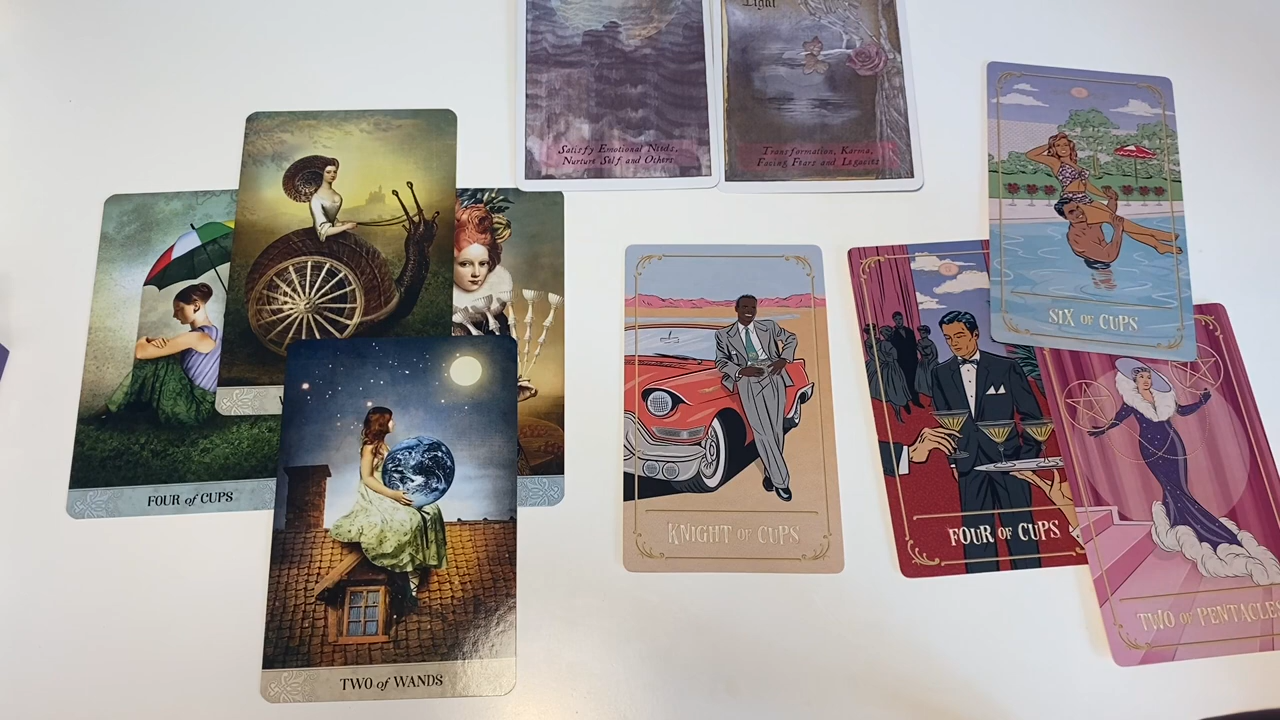 Light
Satisfy Emotional Needs,
Nurture Self and Others
Transformation, Karma,
Facing Fears and Legacies
SIX OF CUPS
FOUR of CUPS
KNIGHT OF CUPS
FOUR OF CUPS
TWO OF PENTACLES
TWO of WANDS